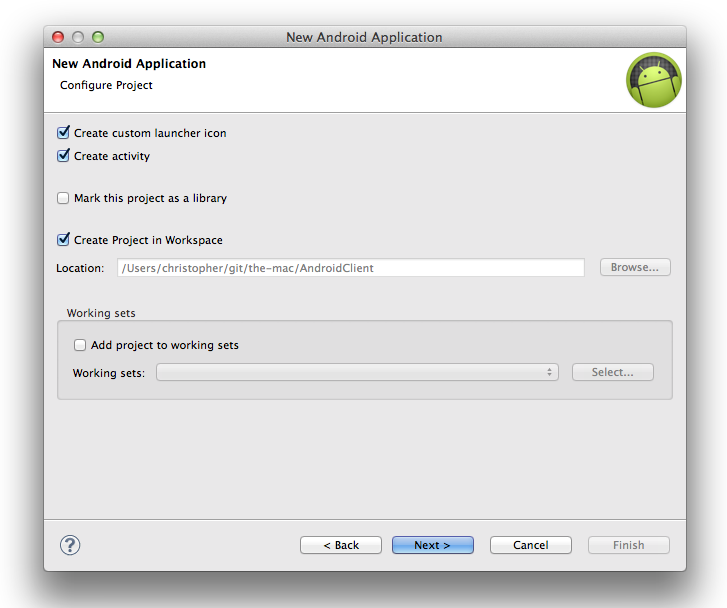 New Android Application
New Android Application
Configure Project
Create custom launcher icon
Create activity
Mark this project as a library
Create Project in Workspace
Location: /Users/christopher/git/the-mac/AndroidClient Browse...
Working sets
Add project to working sets
Working sets: Select...
? < Back Next > Cancel Finish